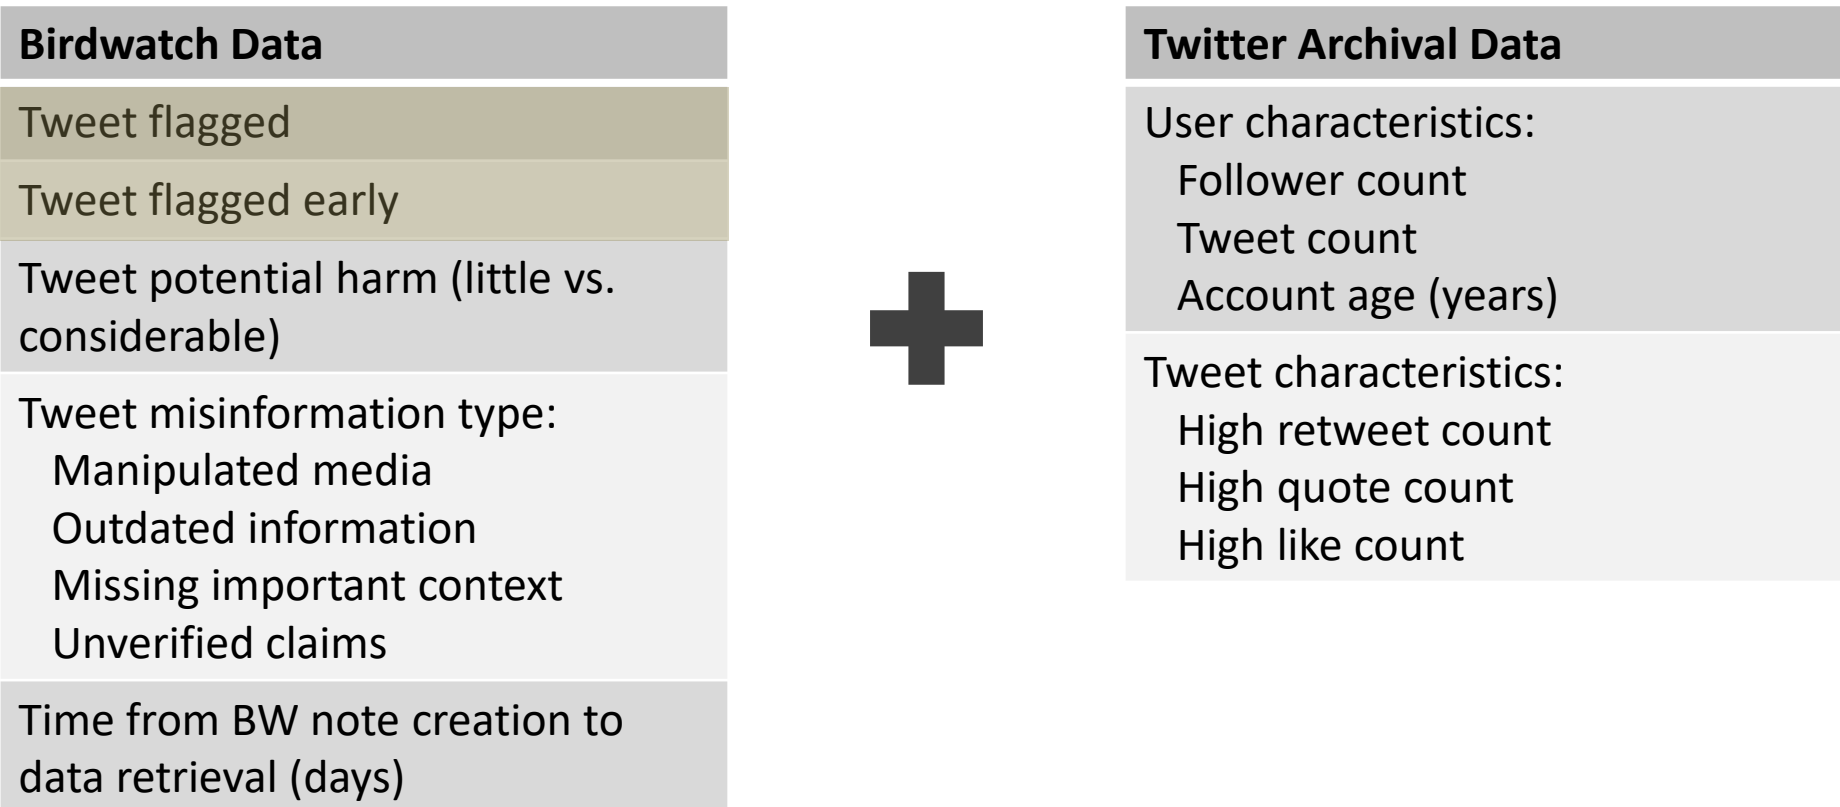 Birdwatch Data
Tweet flagged
Tweet flagged early
Tweet potential harm (little vs.
considerable)
Tweet misinformation type:
Manipulated media
Outdated information
Missing important context
Unverified claims
Time from BW note creation to
data retrieval (days)
Twitter Archival Data
User characteristics:
Follower count
Tweet count
Account age (years)
Tweet characteristics:
High retweet count
High quote count
High like count